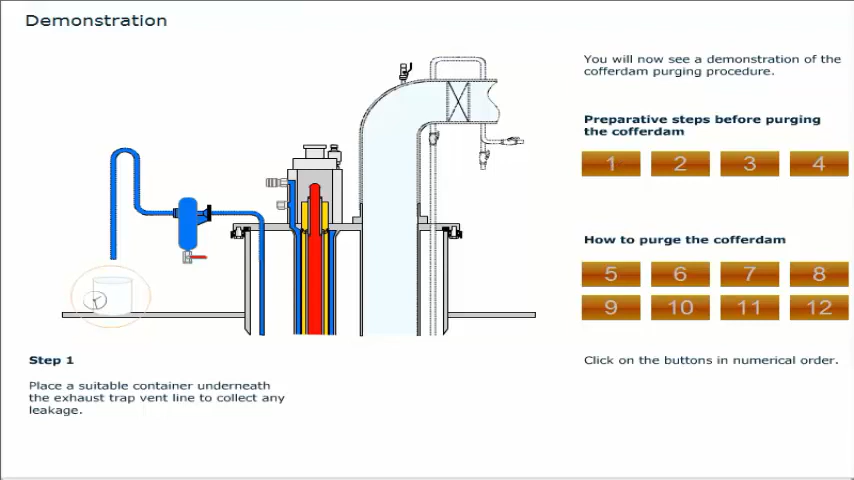 Demonstration
You will now see a demonstration of the
cofferdam purging procedure.
Preparative steps before purging
the cofferdam
1 2 3 4
How to purge the cofferdam
5 6 7 8
9 10 11 12
Click on the buttons in numerical order.
Step 1
Place a suitable container underneath
the exhaust trap vent line to collect any
leakage.